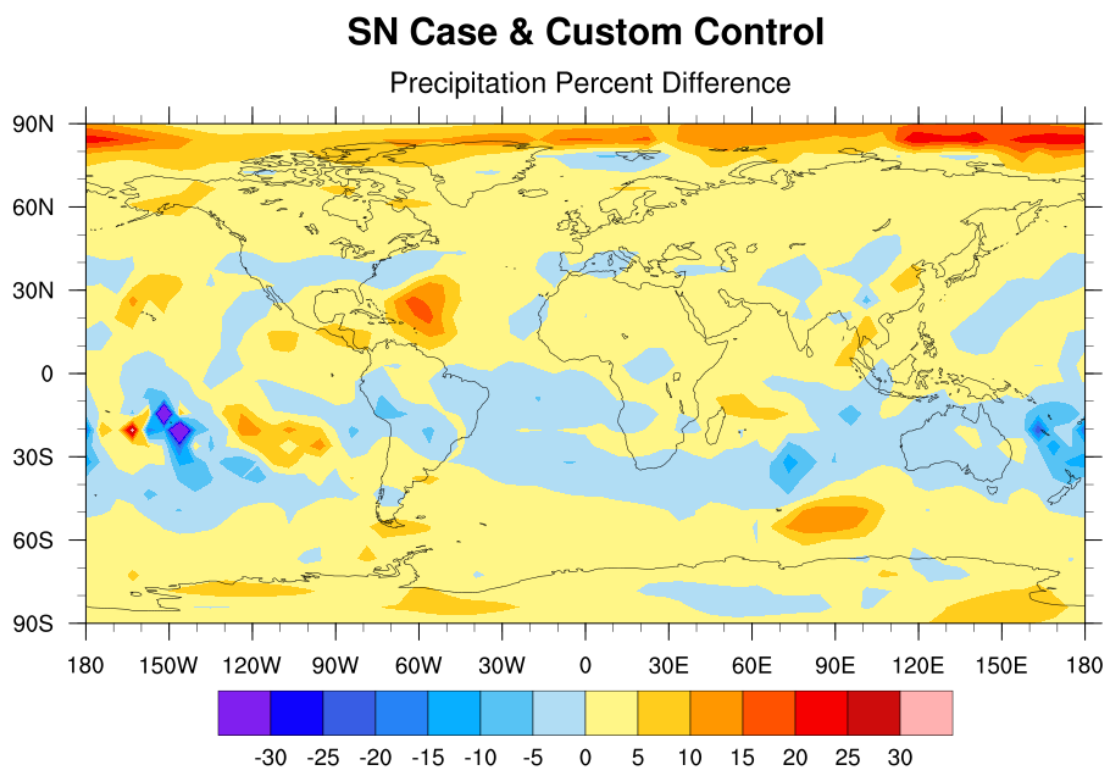 SN Case & Custom Control
Precipitation Percent Difference
90N
60N
30N
0
30S
60S
90S
180 150W 120W 90W 60W 30W 0 30E 60E 90E 120E 150E 180
-30 -25 -20 -15 -10 -5 0 5 10 15 20 25 30